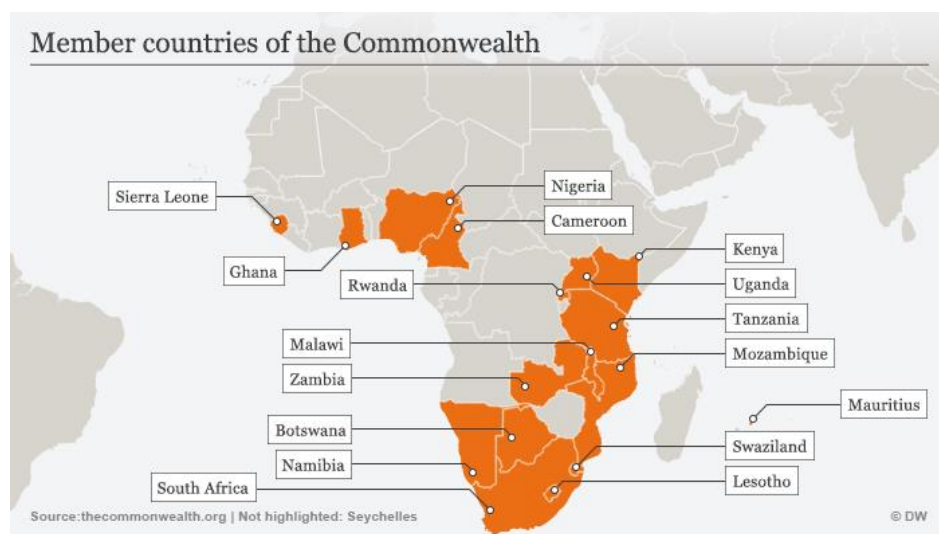 Member countries of the Commonwealth
Nigeria
Sierra Leone
Cameroon
Kenya
Ghana
Rwanda
Uganda
Tanzania
Malawi
Mozambique
Zambia
Mauritius
Botswana
Swaziland
Namibia
Lesotho
South Africa
Source:thecommonwealth.org | Not highlighted: Seychelles
© DW